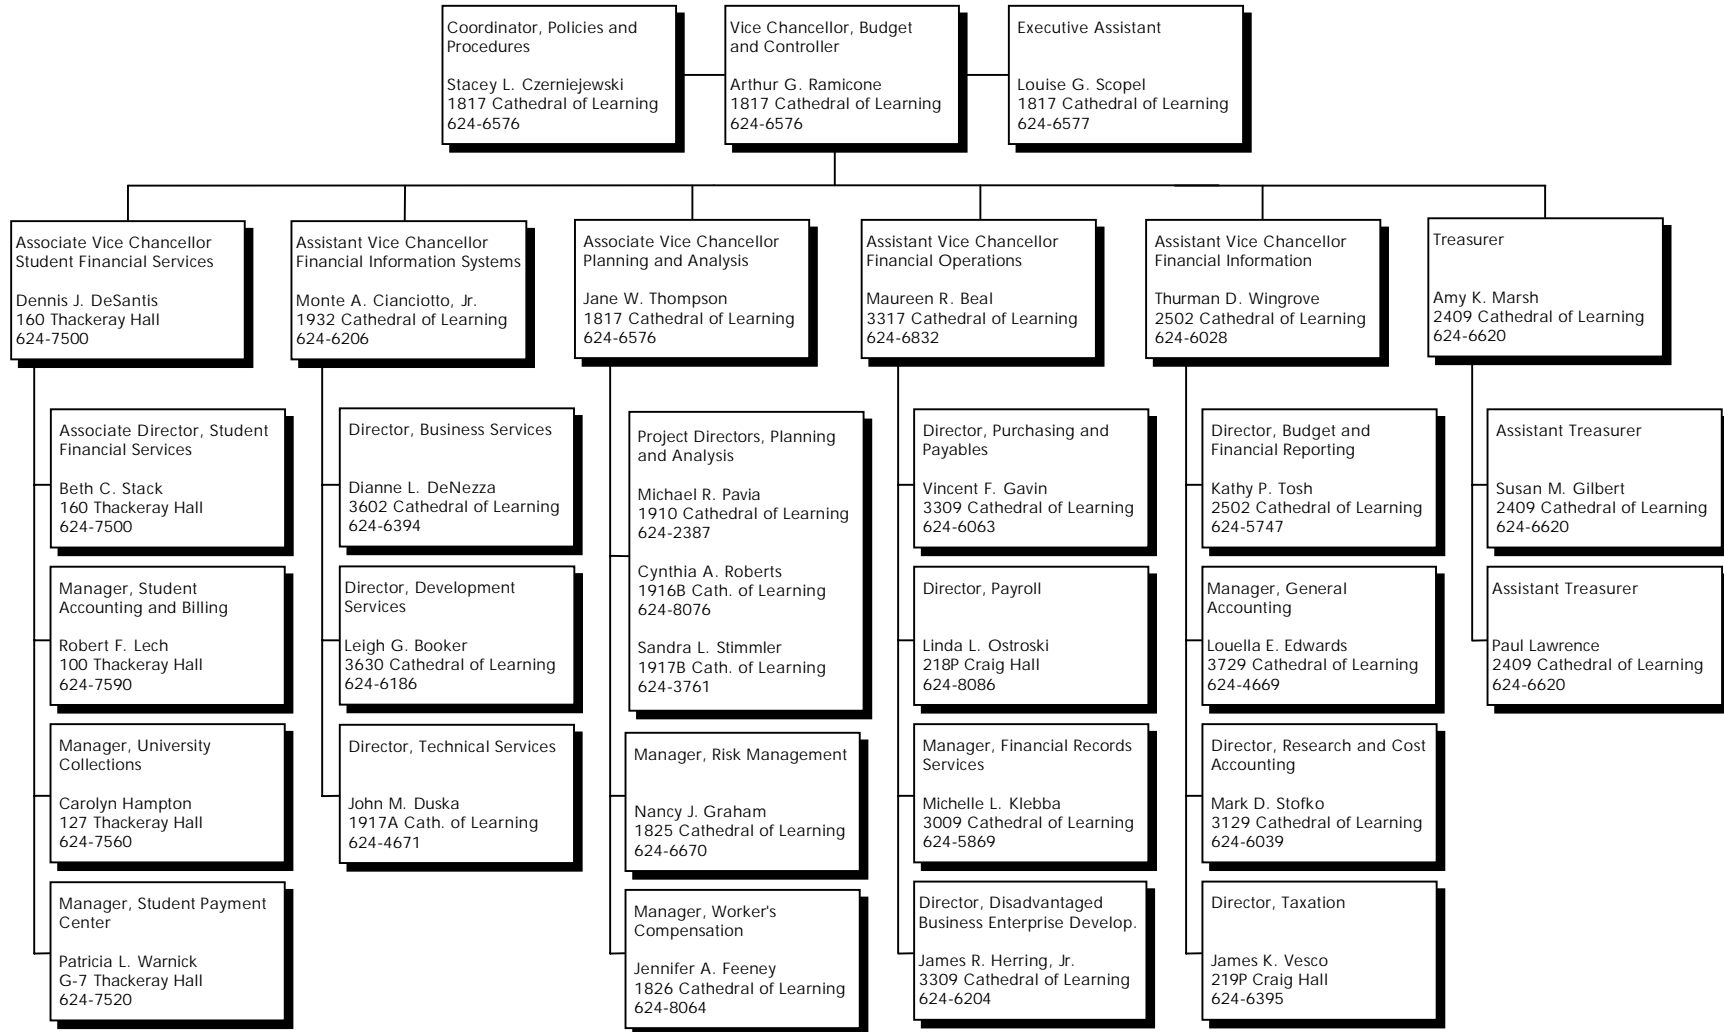 Coordinator, Policies and
Procedures
Stacey L. Czerniejewski
1817 Cathedral of Learning
624-6576
Vice Chancellor, Budget
and Controller
Arthur G. Ramicone
1817 Cathedral of Learning
624-6576
Executive Assistant
Louise G. Scopel
1817 Cathedral of Learning
624-6577
Associate Vice Chancellor
Student Financial Services
Dennis J. DeSantis
160 Thackeray Hall
624-7500
Associate Director, Student
Financial Services
Beth C. Stack
160 Thackeray Hall
624-7500
Manager, Student
Accounting and Billing
Robert F. Lech
100 Thackeray Hall
624-7590
Manager, University
Collections
Carolyn Hampton
127 Thackeray Hall
624-7560
Manager, Student Payment
Center
Patricia L. Warnick
G-7 Thackeray Hall
624-7520
Assistant Vice Chancellor
Financial Information Systems
Monte A. Cianciotto, Jr.
1932 Cathedral of Learning
624-6206
Director, Business Services
Dianne L. DeNezza
3602 Cathedral of Learning
624-6394
Director, Development
Services
Leigh G. Booker
3630 Cathedral of Learning
624-6186
Director, Technical Services
John M. Duska
1917A Cath. of Learning
624-4671
Associate Vice Chancellor
Planning and Analysis
Jane W. Thompson
1817 Cathedral of Learning
624-6576
Project Directors, Planning
and Analysis
Michael R. Pavia
1910 Cathedral of Learning
624-2387
Cynthia A. Roberts
1916B Cath. of Learning
624-8076
Sandra L. Stimmler
1917B Cath. of Learning
624-3761
Manager, Risk Management
Nancy J. Graham
1825 Cathedral of Learning
624-6670
Manager, Worker's
Compensation
Jennifer A. Feeney
1826 Cathedral of Learning
624-8064
Assistant Vice Chancellor
Financial Operations
Maureen R. Beal
3317 Cathedral of Learning
624-6832
Director, Purchasing and
Payables
Vincent F. Gavin
3309 Cathedral of Learning
624-6063
Director, Payroll
Linda L. Ostroski
218P Craig Hall
624-8086
Manager, Financial Records
Services
Michelle L. Klebba
3009 Cathedral of Learning
624-5869
Director, Disadvantaged
Business Enterprise Develop.
James R. Herring, Jr.
3309 Cathedral of Learning
624-6204
Assistant Vice Chancellor
Financial Information
Thurman D. Wingrove
2502 Cathedral of Learning
624-6028
Director, Budget and
Financial Reporting
Kathy P. Tosh
2502 Cathedral of Learning
624-5747
Manager, General
Accounting
Louella E. Edwards
3729 Cathedral of Learning
624-4669
Director, Research and Cost
Accounting
Mark D. Stofko
3129 Cathedral of Learning
624-6039
Director, Taxation
James K. Vesco
219P Craig Hall
624-6395
Treasurer
Amy K. Marsh
2409 Cathedral of Learning
624-6620
Assistant Treasurer
Susan M. Gilbert
2409 Cathedral of Learning
624-6620
Assistant Treasurer
Paul Lawrence
2409 Cathedral of Learning
624-6620